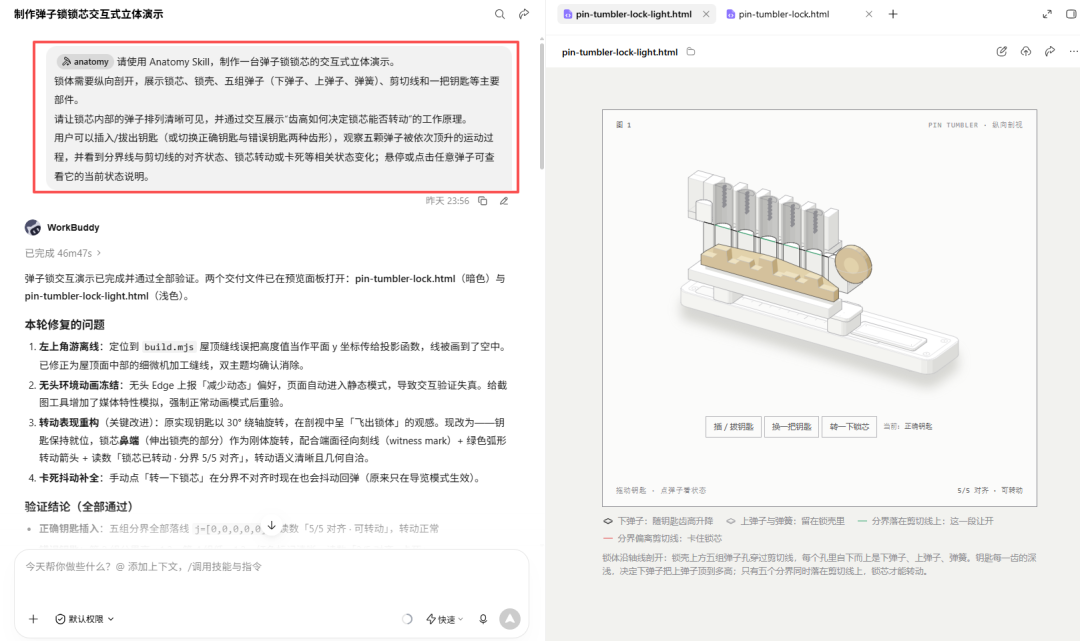 制作弹子锁锁芯交互式立体演示
anatomy 请使用 Anatomy Skill，制作一台弹子锁锁芯的交互式立体演示。
锁体需要纵向剖开，展示锁芯、锁壳、五组弹子（下弹子、上弹子、弹簧）、剪切线和一把钥匙等主要
部件。
请让锁芯内部的弹子排列清晰可见，并通过交互展示“齿高如何决定锁芯能否转动”的工作原理。
用户可以插入/拔出钥匙（或切换正确钥匙与错误钥匙两种齿形），观察五颗弹子被依次顶升的运动过
程，并看到分界线与剪切线的对齐状态、锁芯转动或卡死等相关状态变化；悬停或点击任意弹子可查
看它的当前状态说明。
昨天 23:56
WorkBuddy
已完成 46m47s
弹子锁交互演示已完成并通过全部验证。两个交付文件已在预览面板打开：pin-tumbler-lock.html（暗色）与
pin-tumbler-lock-light.html（浅色）。
本轮修复的问题
1. 左上角游离线：定位到 build.mjs 屋顶缝线误把高度值当作平面 y 坐标传给投影函数，线被画到了空中。
已修正为屋顶面中部的细微机加工缝线，双主题均确认消除。
2. 无头环境动画冻结：无头 Edge 上报「减少动态」偏好，页面自动进入静态模式，导致交互验证失真。给截
图工具增加了媒体特性模拟，强制正常动画模式后重验。
3. 转动表现重构（关键改进）：原实现钥匙以 30° 绕轴旋转，在剖视中呈「飞出锁体」的观感。现改为——钥
匙保持就位，锁芯鼻端（伸出锁壳的部分）作为刚体旋转，配合端面径向刻线（witness mark）+ 绿色弧形
转动箭头 + 读数「锁芯已转动 · 分界 5/5 对齐」，转动语义清晰且几何自洽。
4. 卡死抖动补全：手动点「转一下锁芯」在分界不对齐时现在也会抖动回弹（原来只在导览模式生效）。
验证结论（全部通过）
• 正确钥匙插入：五组分界全部落线 j=[0,0,0,0,0, 读数「5/5 对齐 · 可转动」，转动正常
今天帮你做些什么？@ 添加上下文，/调用技能与指令
默认权限
快速
pin-tumbler-lock-light.html
pin-tumbler-lock.html
pin-tumbler-lock-light.html
图 1
PIN TUMBLER · 纵向剖视
插 / 拔钥匙
换一把钥匙
转一下锁芯
当前：正确钥匙
拖动钥匙 · 点弹子看状态
5/5 对齐 · 可转动
下弹子：随钥匙齿高升降
上弹子与弹簧：留在锁壳里
分界落在剪切线上：这一段让开
分界偏离剪切线：卡住锁芯
锁体沿轴线剖开：锁壳上方五组弹子孔穿过剪切线，每个孔里自下而上是下弹子、上弹子、弹簧。钥匙每一齿的深
浅，决定下弹子把上弹子顶到多高；只有五个分界同时落在剪切线上，锁芯才能转动。